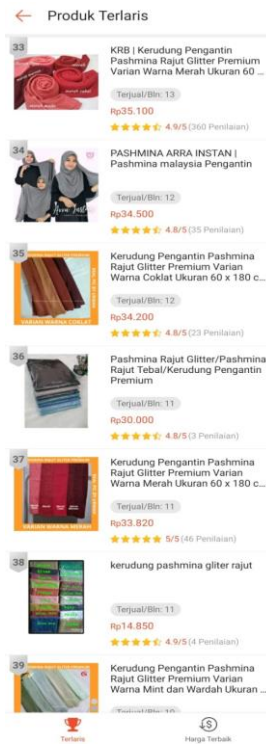 Produk Terlaris
33
KRB | Kerudung Pengantin
Pashmina Rajut Glitter Premium
Varian Warna Merah Ukuran 60 ...
Terjual/Bln: 13
Rp35.100
4.9/5 (360 Penilaian)
34
PASHMINA ARRA INSTAN |
Pashmina malaysia Pengantin
Terjual/Bln: 12
Rp34.500
4.8/5 (35 Penilaian)
35
Kerudung Pengantin Pashmina
Rajut Glitter Premium Varian
Warna Coklat Ukuran 60 x 180 c...
VARIAN WARNA COKLAT
Terjual/Bln: 12
Rp34.200
4.8/5 (23 Penilaian)
36
Pashmina Rajut Glitter/Pashmina
Rajut Tebal/Kerudung Pengantin
Premium
Terjual/Bln: 11
Rp30.000
4.8/5 (3 Penilaian)
37
Kerudung Pengantin Pashmina
Rajut Glitter Premium Varian
Warna Merah Ukuran 60 x 180 c...
VARIAN WARNA MERAH
Terjual/Bln: 11
Rp33.820
5/5 (46 Penilaian)
38
kerudung pashmina gliter rajut
Terjual/Bln: 11
Rp14.850
4.9/5 (4 Penilaian)
39
Kerudung Pengantin Pashmina
Rajut Glitter Premium Varian
Warna Mint dan Wardah Ukuran ...
Terjual/Bln: 10
Terlaris
Harga Terbaik